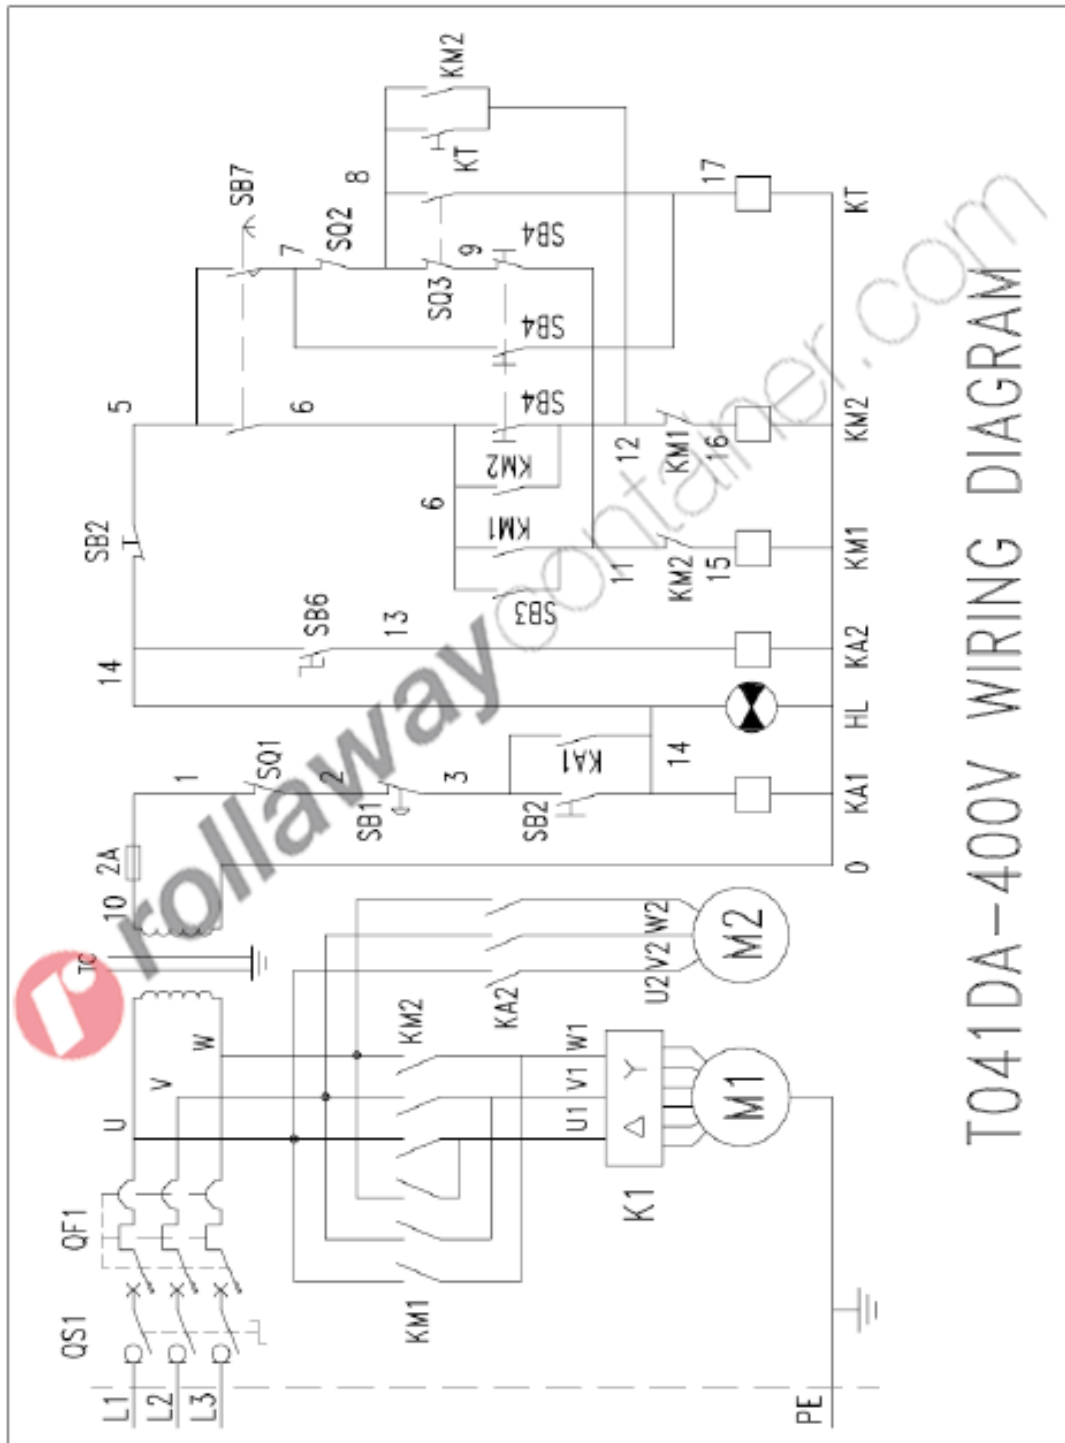 L1
L2
L3
PE
QS1
QF1
U
V
W
TC
10
2A
1
SQ1
2
SB1
3
SB2
KA1
14
14
SB6
13
SB2
5
SB7
6
7
SQ2
8
KT
KM2
SQ3
9
SB4
SB4
SB4
KM2
6
KM1
SB3
11
12
KM2
15
KM1
16
17
0
KA1
HL
KA2
KM1
KM2
KT
KM1
KM2
KA2
U1
V1
W1
U2
V2
W2
K1
Δ
Y
M1
M2
rollawaycontainer.com
T041DA-400V WIRING DIAGRAM